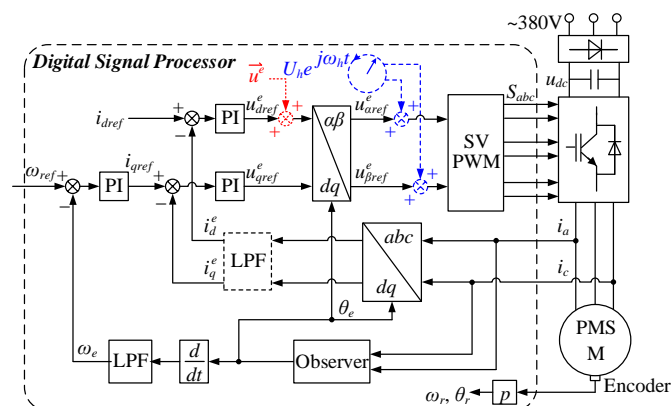 ~380V
Digital Signal Processor
u⃗^e
U_h e^{jω_h t}
u_dc
S_abc
i_dref
+
−
PI
u^e_dref
+
+
αβ
dq
u^e_αref
+
+
SV
PWM
ω_ref
+
−
PI
i_qref
+
−
PI
u^e_qref
u^e_βref
+
+
i^e_d
i^e_q
LPF
abc
dq
i_a
i_c
θ_e
ω_e
LPF
d
dt
Observer
PMS
M
Encoder
ω_r, θ_r
p